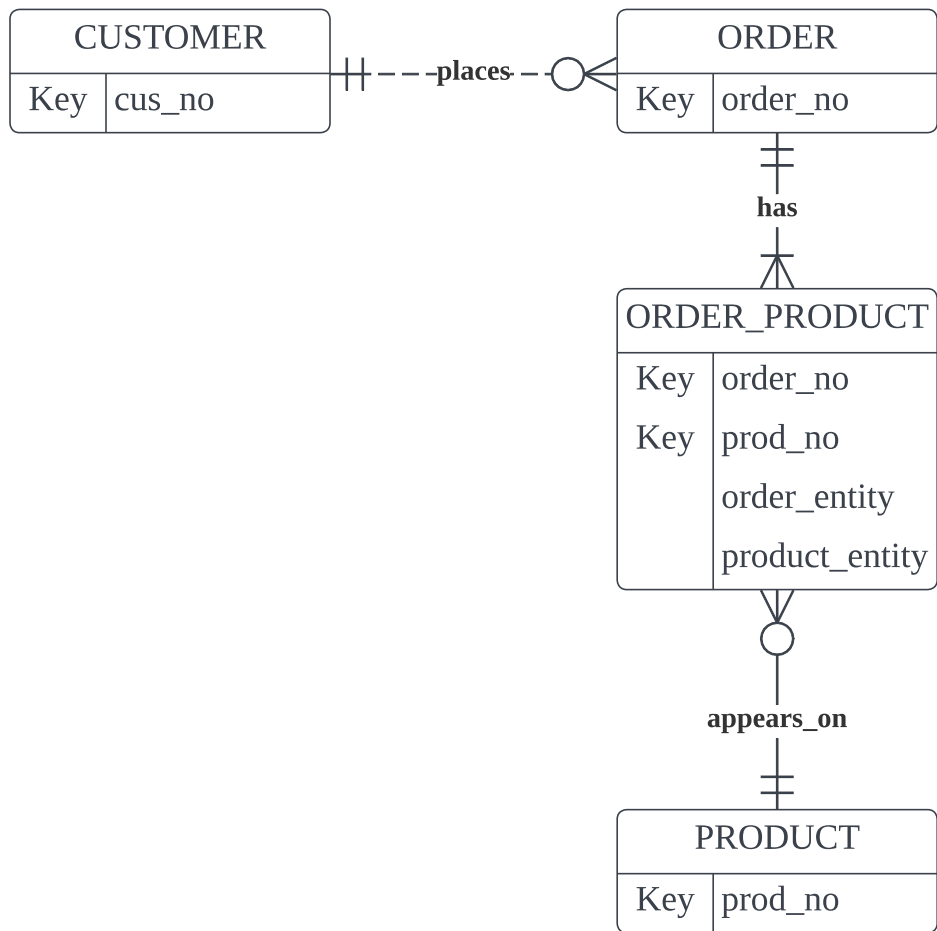 CUSTOMER
Key cus_no
places
ORDER
Key order_no
has
ORDER_PRODUCT
Key order_no
Key prod_no
order_entity
product_entity
appears_on
PRODUCT
Key prod_no